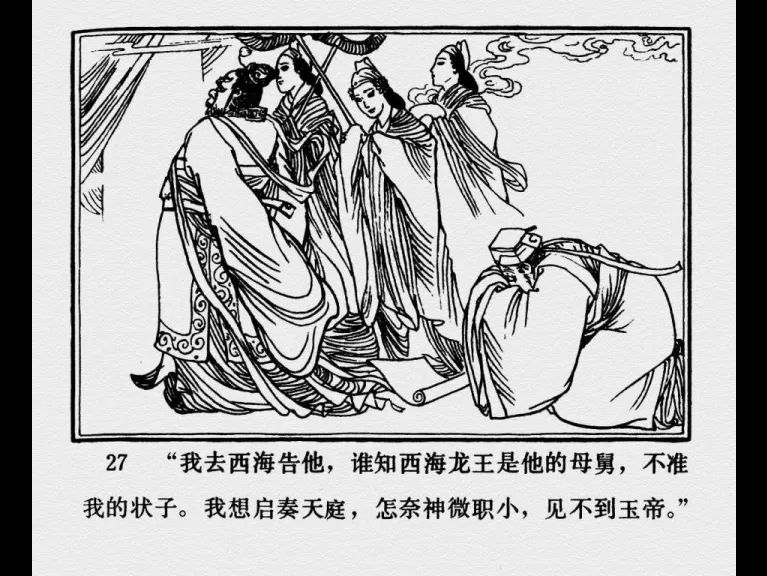 27 “我去西海告他，谁知西海龙王是他的母舅，不准
我的状子。我想启奏天庭，怎奈神微职小，见不到玉帝。”